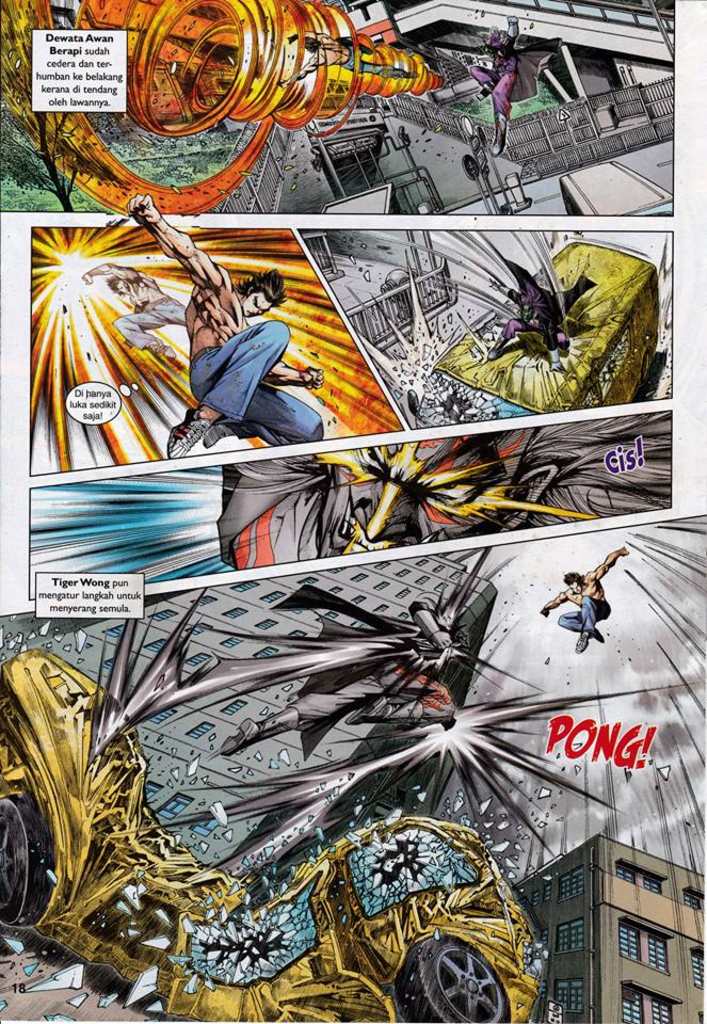 Dewata Awan
Berapi sudah
cedera dan ter-
humban ke belakang
kerana di tendang
oleh lawannya.
Di hanya
luka sedikit
saja!
Cis!
Tiger Wong pun
mengatur langkah untuk
menyerang semula.
PONG!
18